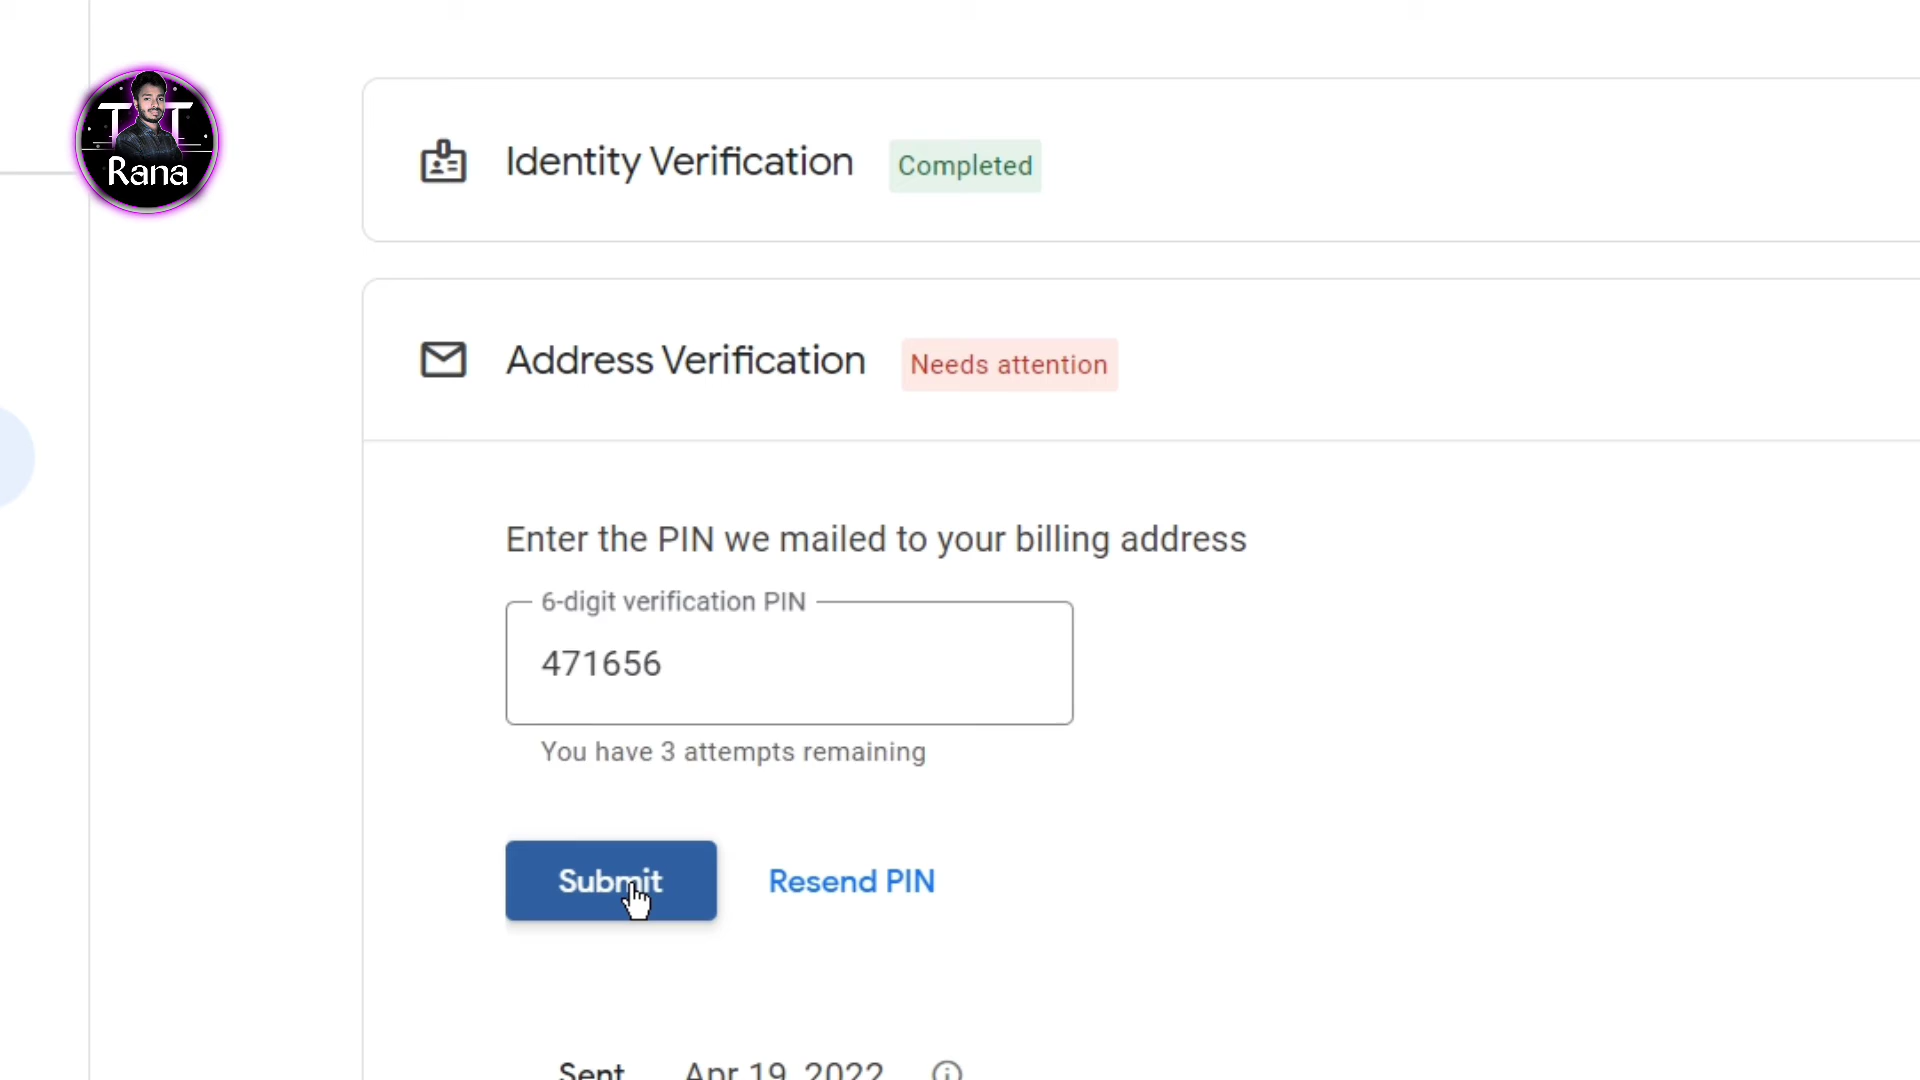 T T
Rana
Identity Verification Completed
Address Verification Needs attention
Enter the PIN we mailed to your billing address
6-digit verification PIN
471656
You have 3 attempts remaining
Submit Resend PIN
Sent Apr 19, 2022